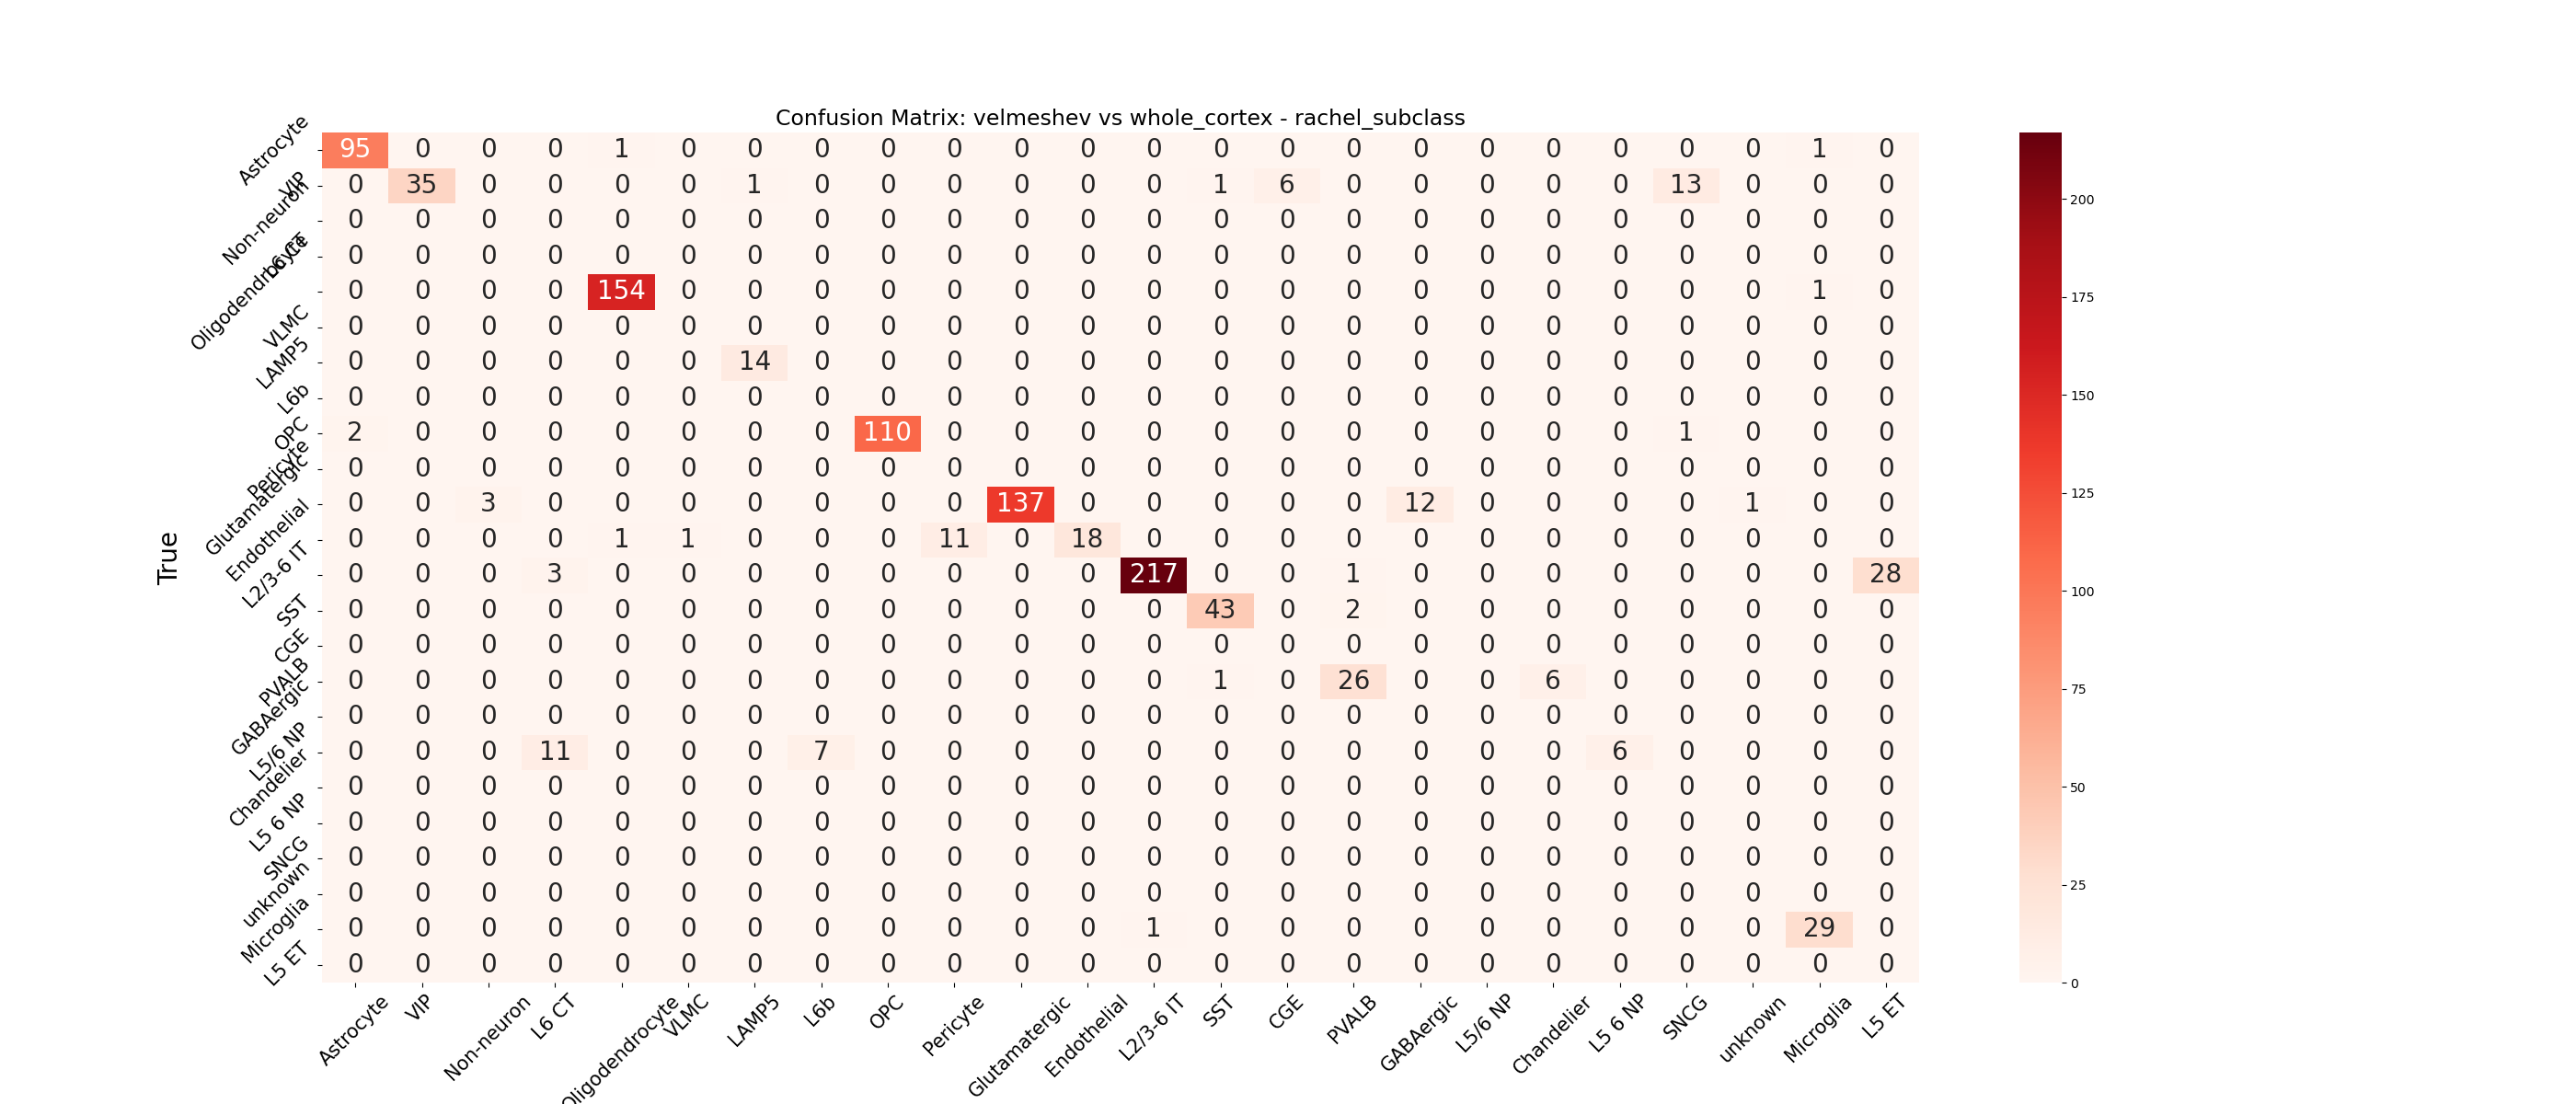 Confusion Matrix: velmeshev vs whole_cortex - rachel_subclass
True
Astrocyte 95 0 0 0 1 0 0 0 0 0 0 0 0 0 0 0 0 0 0 0 0 0 1 0
VIP 0 35 0 0 0 0 1 0 0 0 0 0 0 1 6 0 0 0 0 0 13 0 0 0
Non-neuron 0 0 0 0 0 0 0 0 0 0 0 0 0 0 0 0 0 0 0 0 0 0 0 0
L6 CT 0 0 0 0 0 0 0 0 0 0 0 0 0 0 0 0 0 0 0 0 0 0 0 0
Oligodendrocyte 0 0 0 0 154 0 0 0 0 0 0 0 0 0 0 0 0 0 0 0 0 0 1 0
VLMC 0 0 0 0 0 0 0 0 0 0 0 0 0 0 0 0 0 0 0 0 0 0 0 0
LAMP5 0 0 0 0 0 0 14 0 0 0 0 0 0 0 0 0 0 0 0 0 0 0 0 0
L6b 0 0 0 0 0 0 0 0 0 0 0 0 0 0 0 0 0 0 0 0 0 0 0 0
OPC 2 0 0 0 0 0 0 0 110 0 0 0 0 0 0 0 0 0 0 0 1 0 0 0
Pericyte 0 0 0 0 0 0 0 0 0 0 0 0 0 0 0 0 0 0 0 0 0 0 0 0
Glutamatergic 0 0 3 0 0 0 0 0 0 0 137 0 0 0 0 0 12 0 0 0 0 1 0 0
Endothelial 0 0 0 0 1 1 0 0 0 11 0 18 0 0 0 0 0 0 0 0 0 0 0 0
L2/3-6 IT 0 0 0 3 0 0 0 0 0 0 0 0 217 0 0 1 0 0 0 0 0 0 0 28
SST 0 0 0 0 0 0 0 0 0 0 0 0 0 43 0 2 0 0 0 0 0 0 0 0
CGE 0 0 0 0 0 0 0 0 0 0 0 0 0 0 0 0 0 0 0 0 0 0 0 0
PVALB 0 0 0 0 0 0 0 0 0 0 0 0 0 1 0 26 0 0 6 0 0 0 0 0
GABAergic 0 0 0 0 0 0 0 0 0 0 0 0 0 0 0 0 0 0 0 0 0 0 0 0
L5/6 NP 0 0 0 11 0 0 0 7 0 0 0 0 0 0 0 0 0 0 0 6 0 0 0 0
Chandelier 0 0 0 0 0 0 0 0 0 0 0 0 0 0 0 0 0 0 0 0 0 0 0 0
L5 6 NP 0 0 0 0 0 0 0 0 0 0 0 0 0 0 0 0 0 0 0 0 0 0 0 0
SNCG 0 0 0 0 0 0 0 0 0 0 0 0 0 0 0 0 0 0 0 0 0 0 0 0
unknown 0 0 0 0 0 0 0 0 0 0 0 0 0 0 0 0 0 0 0 0 0 0 0 0
Microglia 0 0 0 0 0 0 0 0 0 0 0 0 1 0 0 0 0 0 0 0 0 0 29 0
L5 ET 0 0 0 0 0 0 0 0 0 0 0 0 0 0 0 0 0 0 0 0 0 0 0 0
Astrocyte VIP Non-neuron L6 CT Oligodendrocyte VLMC LAMP5 L6b OPC Pericyte Glutamatergic Endothelial L2/3-6 IT SST CGE PVALB GABAergic L5/6 NP Chandelier L5 6 NP SNCG unknown Microglia L5 ET
200
175
150
125
100
75
50
25
0